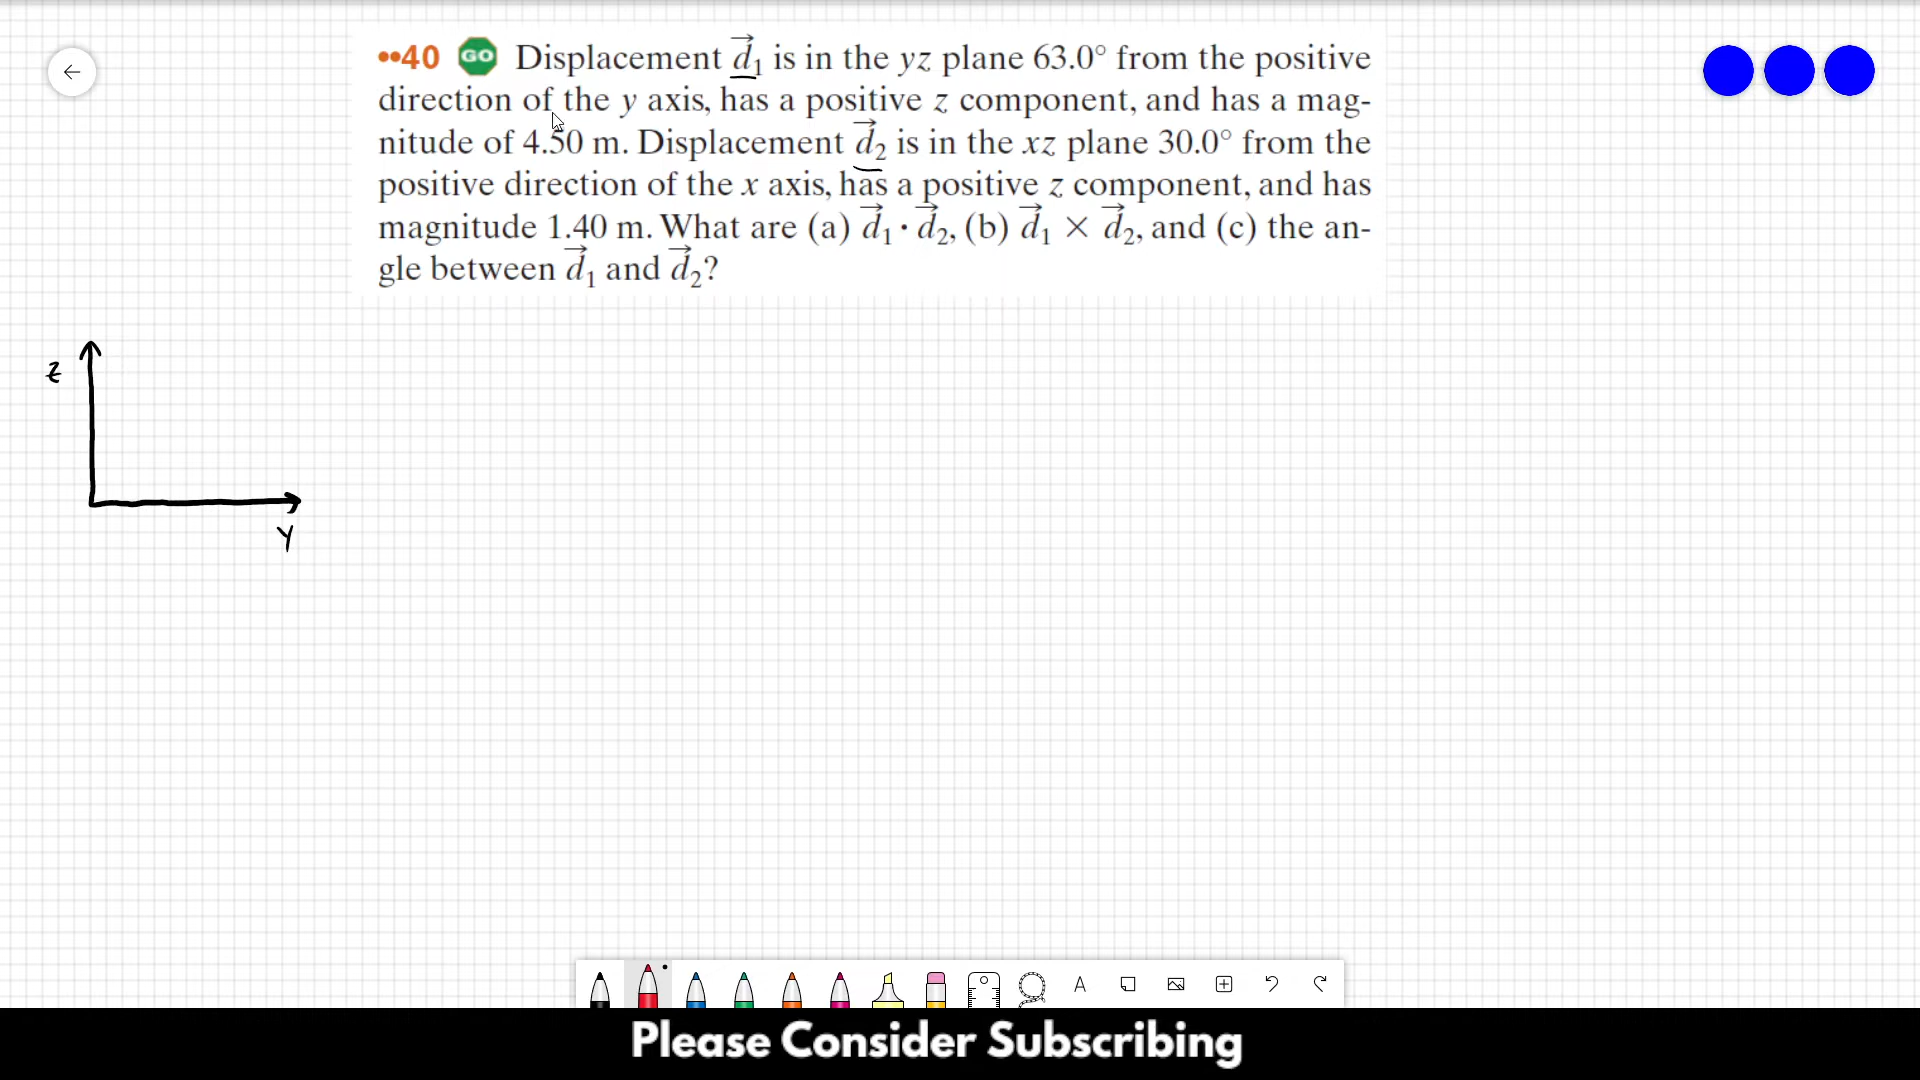 ••40 GO Displacement d⃗₁ is in the yz plane 63.0° from the positive
direction of the y axis, has a positive z component, and has a mag-
nitude of 4.50 m. Displacement d⃗₂ is in the xz plane 30.0° from the
positive direction of the x axis, has a positive z component, and has
magnitude 1.40 m. What are (a) d⃗₁ · d⃗₂, (b) d⃗₁ × d⃗₂, and (c) the an-
gle between d⃗₁ and d⃗₂?
z
y
A
Please Consider Subscribing